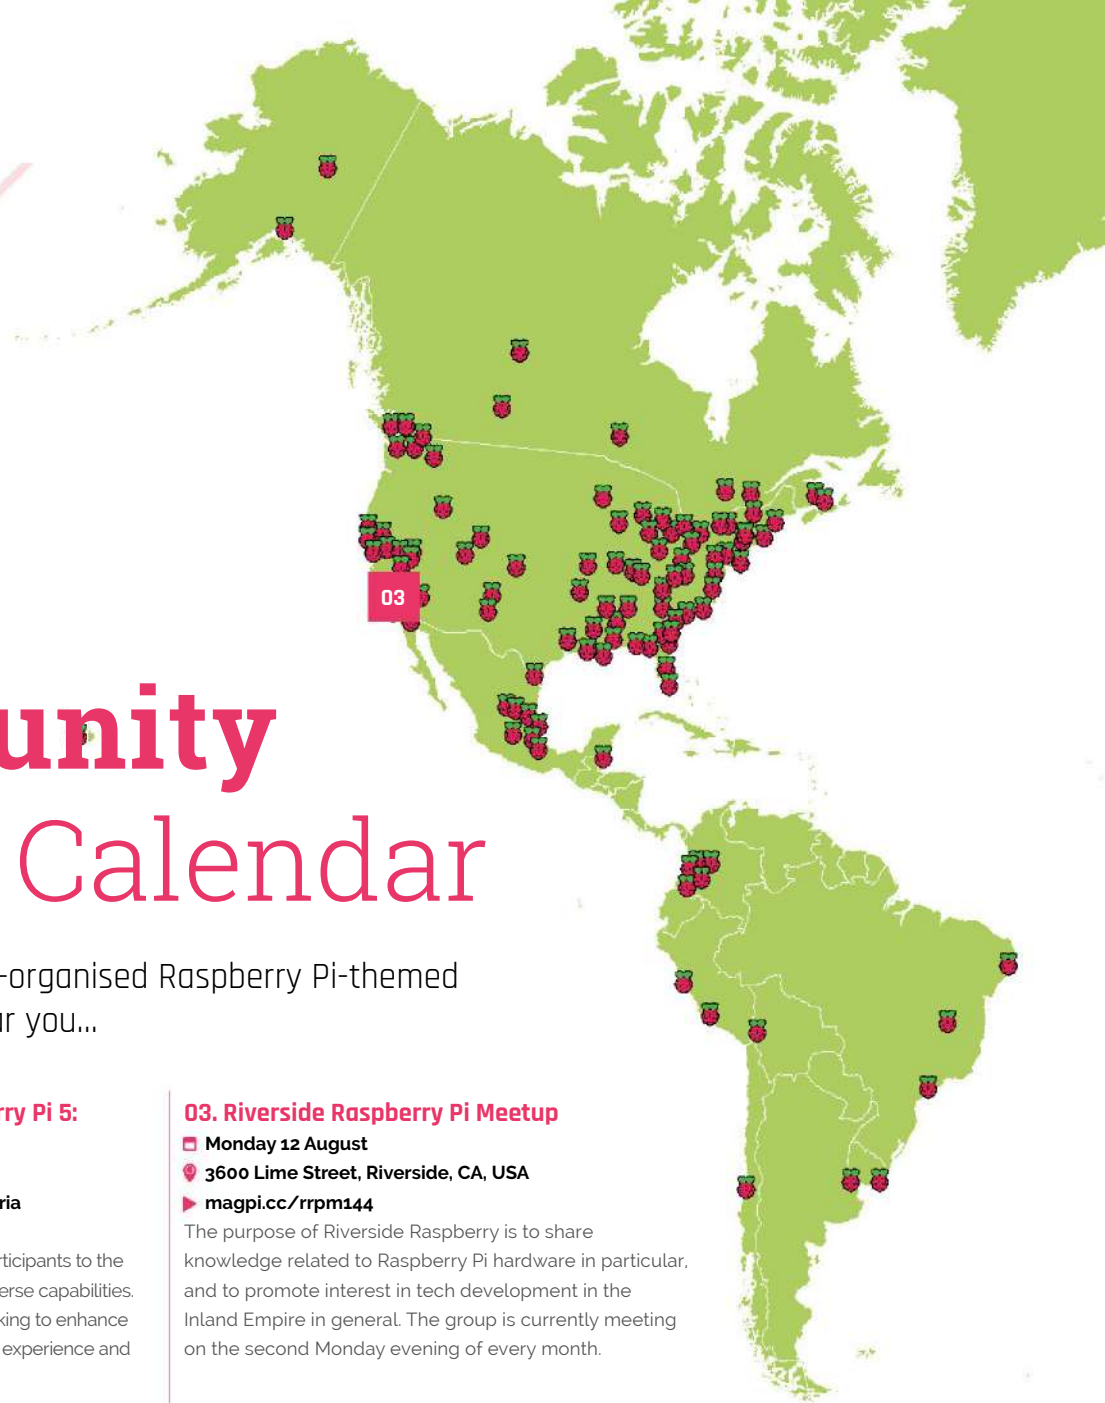 03
unity
Calendar
-organised Raspberry Pi-themed
r you...
rry Pi 5:
ria
rticipants to the
erse capabilities.
king to enhance
experience and
03. Riverside Raspberry Pi Meetup
Monday 12 August
3600 Lime Street, Riverside, CA, USA
magpi.cc/rrpm144
The purpose of Riverside Raspberry is to share
knowledge related to Raspberry Pi hardware in particular,
and to promote interest in tech development in the
Inland Empire in general. The group is currently meeting
on the second Monday evening of every month.